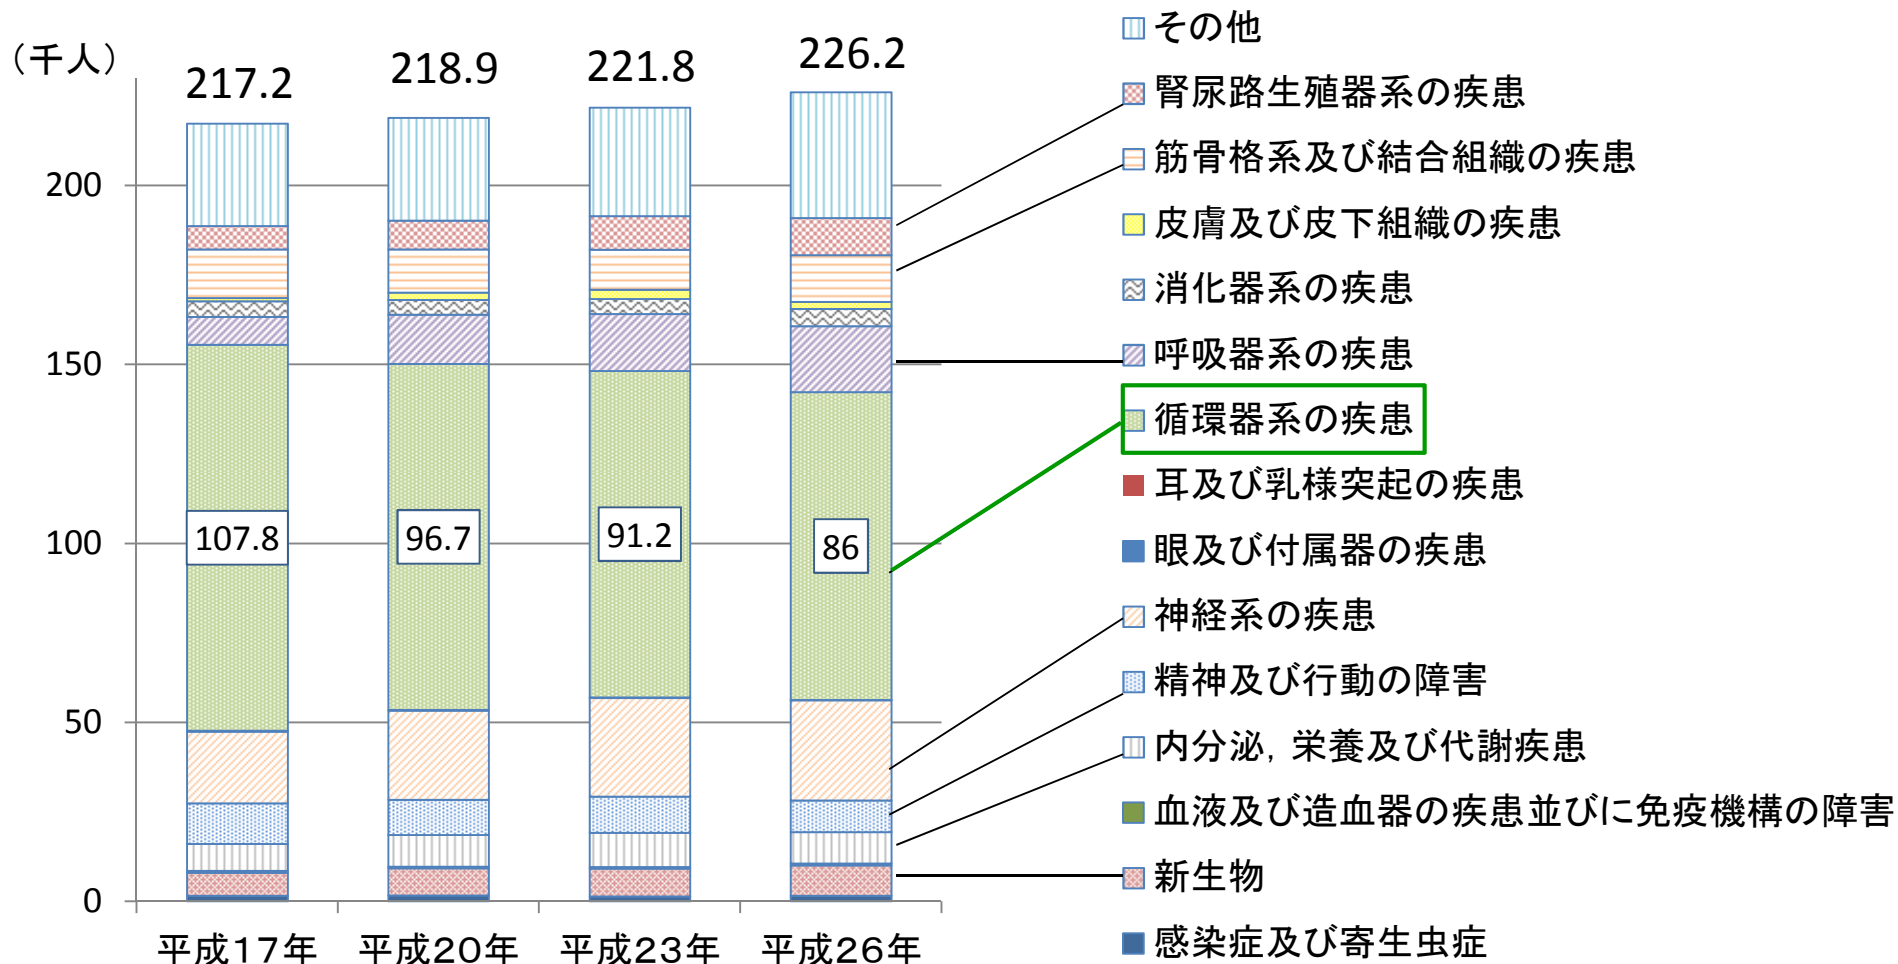 （千人）
217.2
218.9
221.8
226.2
200
150
100
50
0
107.8
96.7
91.2
86
平成17年
平成20年
平成23年
平成26年
その他
腎尿路生殖器系の疾患
筋骨格系及び結合組織の疾患
皮膚及び皮下組織の疾患
消化器系の疾患
呼吸器系の疾患
循環器系の疾患
耳及び乳様突起の疾患
眼及び付属器の疾患
神経系の疾患
精神及び行動の障害
内分泌，栄養及び代謝疾患
血液及び造血器の疾患並びに免疫機構の障害
新生物
感染症及び寄生虫症